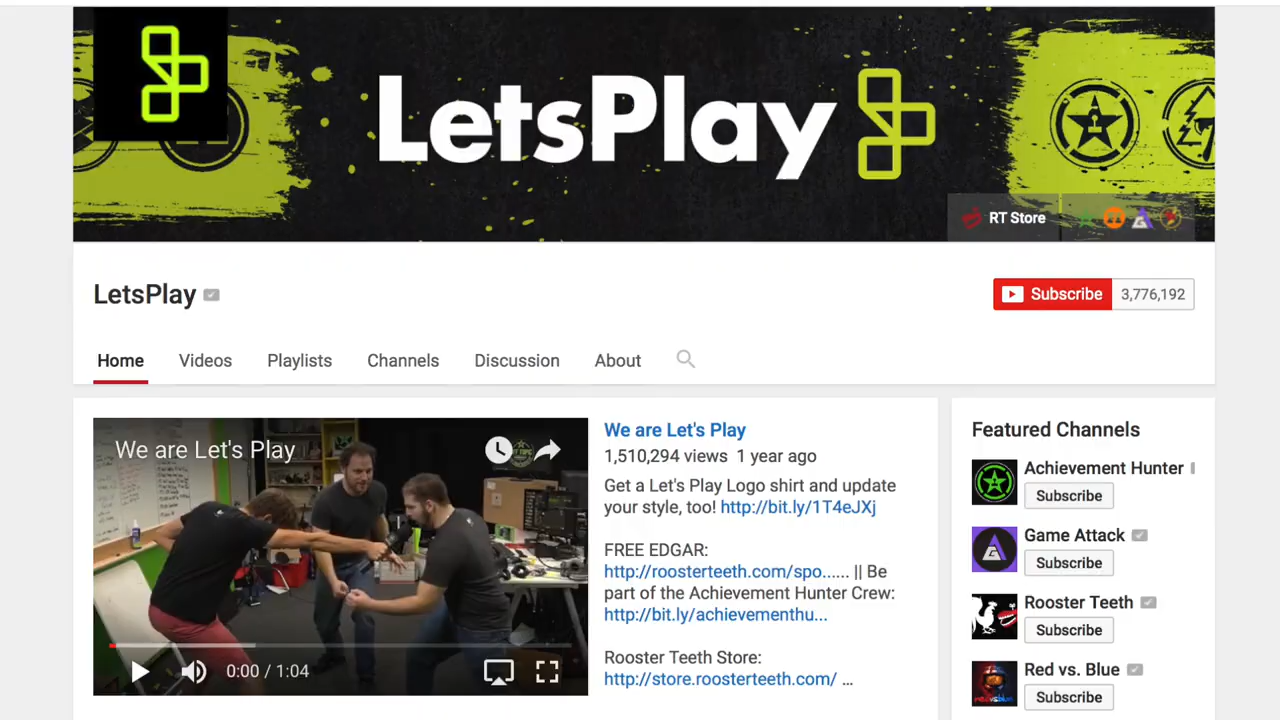 LetsPlay
RT Store
LetsPlay
Subscribe 3,776,192
Home Videos Playlists Channels Discussion About
We are Let's Play
0:00 / 1:04
We are Let's Play
1,510,294 views 1 year ago
Get a Let's Play Logo shirt and update
your style, too! http://bit.ly/1T4eJXj
FREE EDGAR:
http://roosterteeth.com/spo...... || Be
part of the Achievement Hunter Crew:
http://bit.ly/achievementhu...
Rooster Teeth Store:
http://store.roosterteeth.com/ ...
Featured Channels
Achievement Hunter
Subscribe
Game Attack
Subscribe
Rooster Teeth
Subscribe
Red vs. Blue
Subscribe